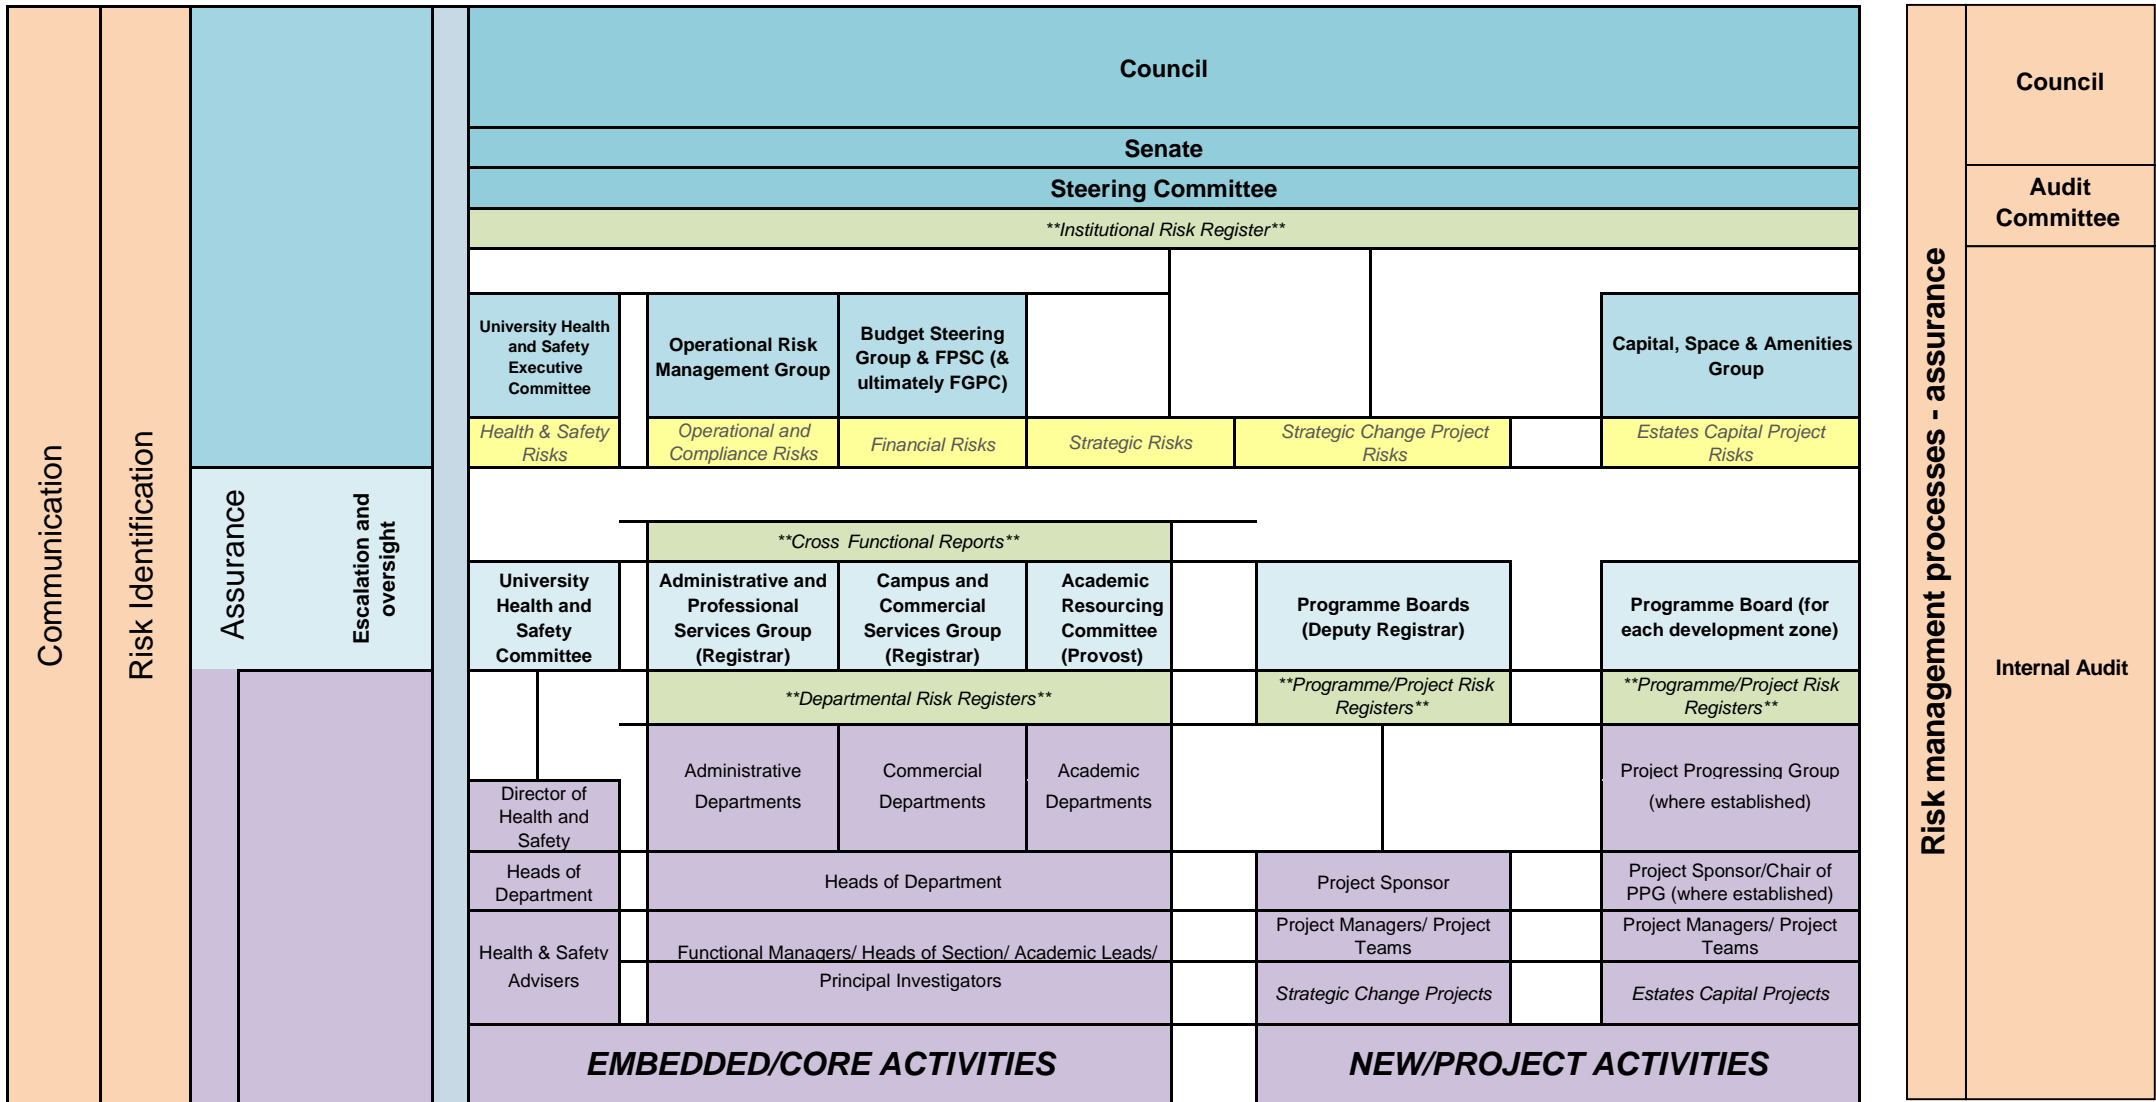 Council
Senate
Steering Committee
**Institutional Risk Register**
University Health
and Safety
Executive
Committee
Operational Risk
Management Group
Budget Steering
Group & FPSC (&
ultimately FGPC)
Capital, Space & Amenities
Group
Health & Safety
Risks
Operational and
Compliance Risks
Financial Risks
Strategic Risks
Strategic Change Project
Risks
Estates Capital Project
Risks
Communication
Risk Identification
Assurance
Escalation and
oversight
**Cross Functional Reports**
University
Health and
Safety
Committee
Administrative and
Professional
Services Group
(Registrar)
Campus and
Commercial
Services Group
(Registrar)
Academic
Resourcing
Committee
(Provost)
Programme Boards
(Deputy Registrar)
Programme Board (for
each development zone)
**Departmental Risk Registers**
**Programme/Project Risk
Registers**
**Programme/Project Risk
Registers**
Director of
Health and
Safety
Administrative
Departments
Commercial
Departments
Academic
Departments
Project Progressing Group
(where established)
Heads of
Department
Heads of Department
Project Sponsor
Project Sponsor/Chair of
PPG (where established)
Health & Safety
Advisers
Functional Managers/ Heads of Section/ Academic Leads/
Principal Investigators
Project Managers/ Project
Teams
Project Managers/ Project
Teams
Strategic Change Projects
Estates Capital Projects
EMBEDDED/CORE ACTIVITIES
NEW/PROJECT ACTIVITIES
Risk management processes - assurance
Council
Audit
Committee
Internal Audit